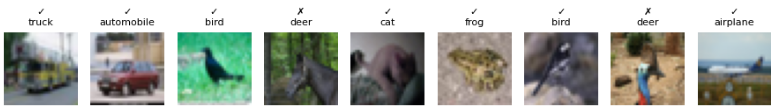 ✓ ✓ ✓ ✗ ✓ ✓ ✓ ✗ ✓
truck automobile bird deer cat frog bird deer airplane